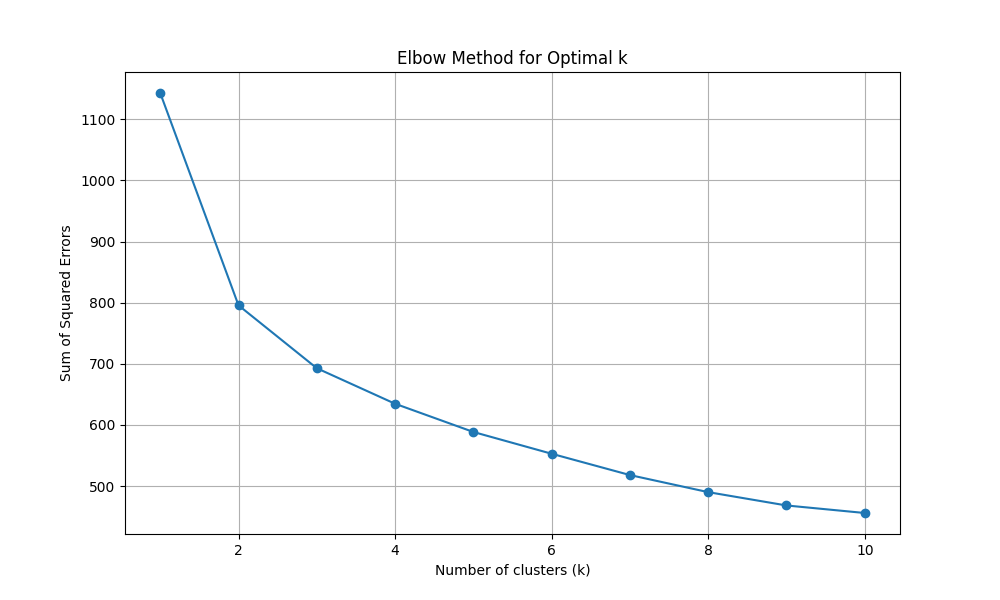 Elbow Method for Optimal k
1100
1000
900
800
700
600
500
Sum of Squared Errors
2 4 6 8 10
Number of clusters (k)